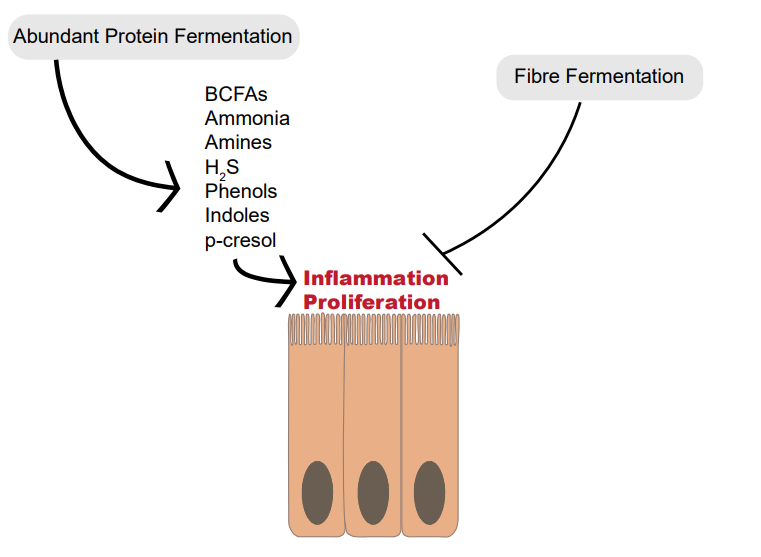 Abundant Protein Fermentation
Fibre Fermentation
BCFAs
Ammonia
Amines
H₂S
Phenols
Indoles
p-cresol
Inflammation
Proliferation